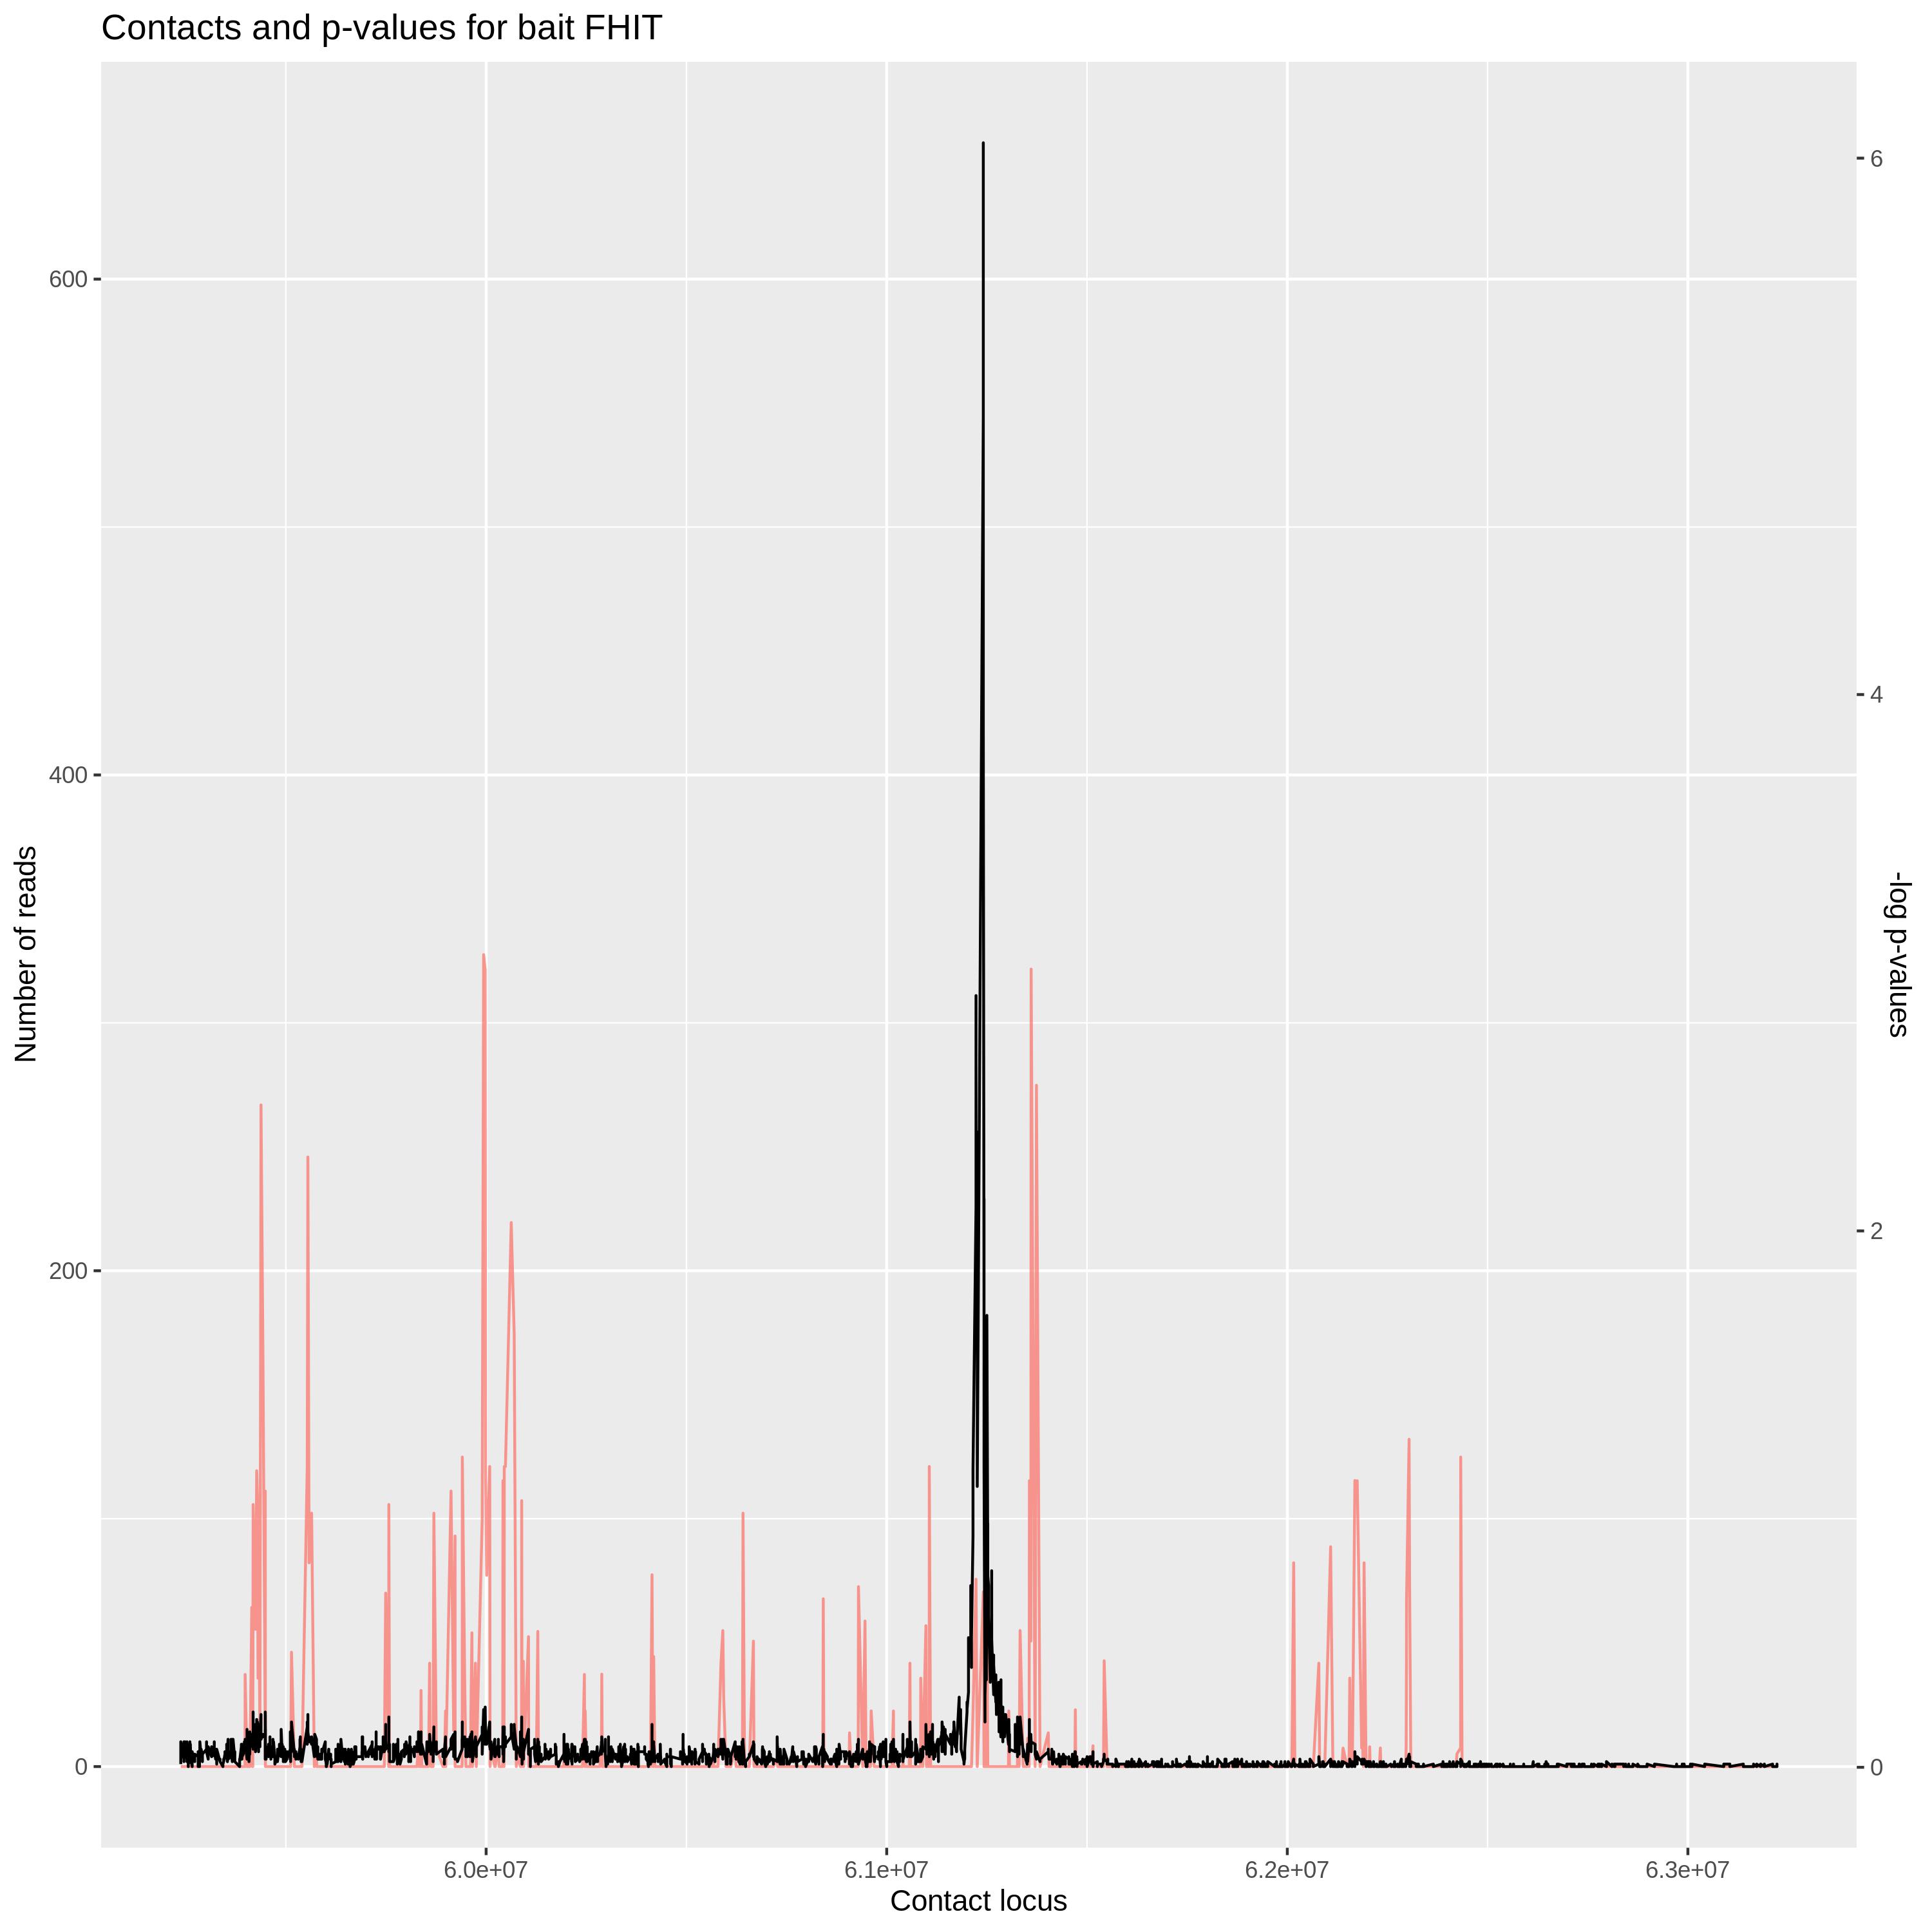 Contacts and p-values for bait FHIT
Number of reads
600
400
200
0
6
4
2
0
-log p-values
6.0e+07
6.1e+07
6.2e+07
6.3e+07
Contact locus